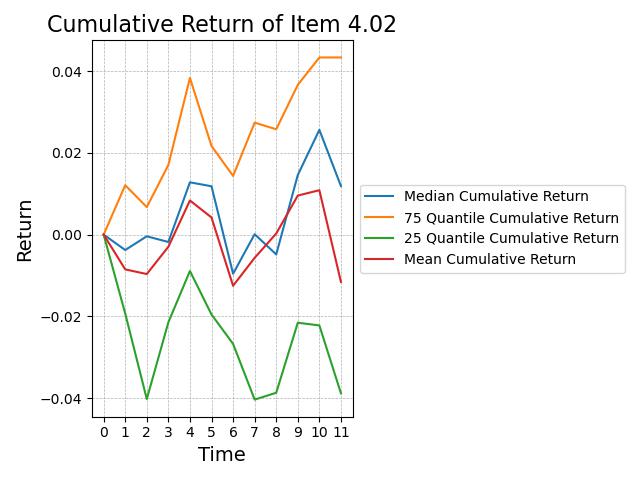 Cumulative Return of Item 4.02
0.04
0.02
0.00
−0.02
−0.04
Return
0 1 2 3 4 5 6 7 8 9 10 11
Time
Median Cumulative Return
75 Quantile Cumulative Return
25 Quantile Cumulative Return
Mean Cumulative Return